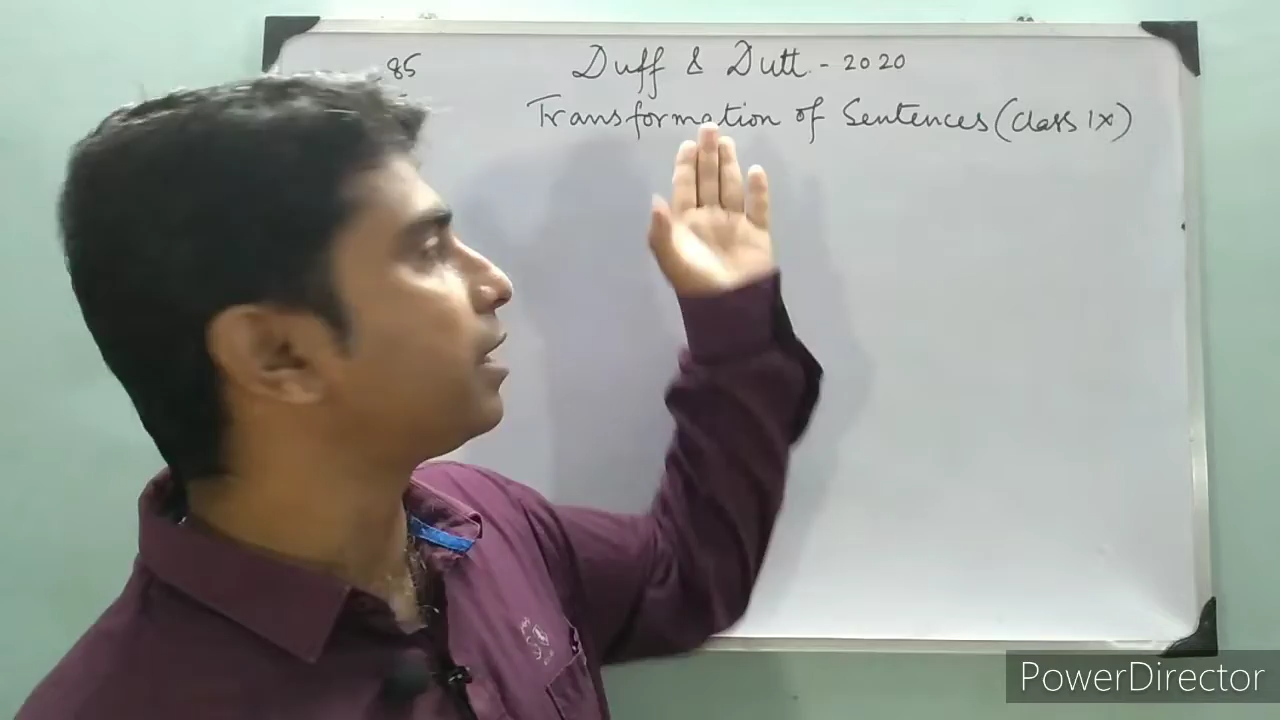 85 Duff & Dutt - 2020
Transformation of Sentences (Class IX)
PowerDirector